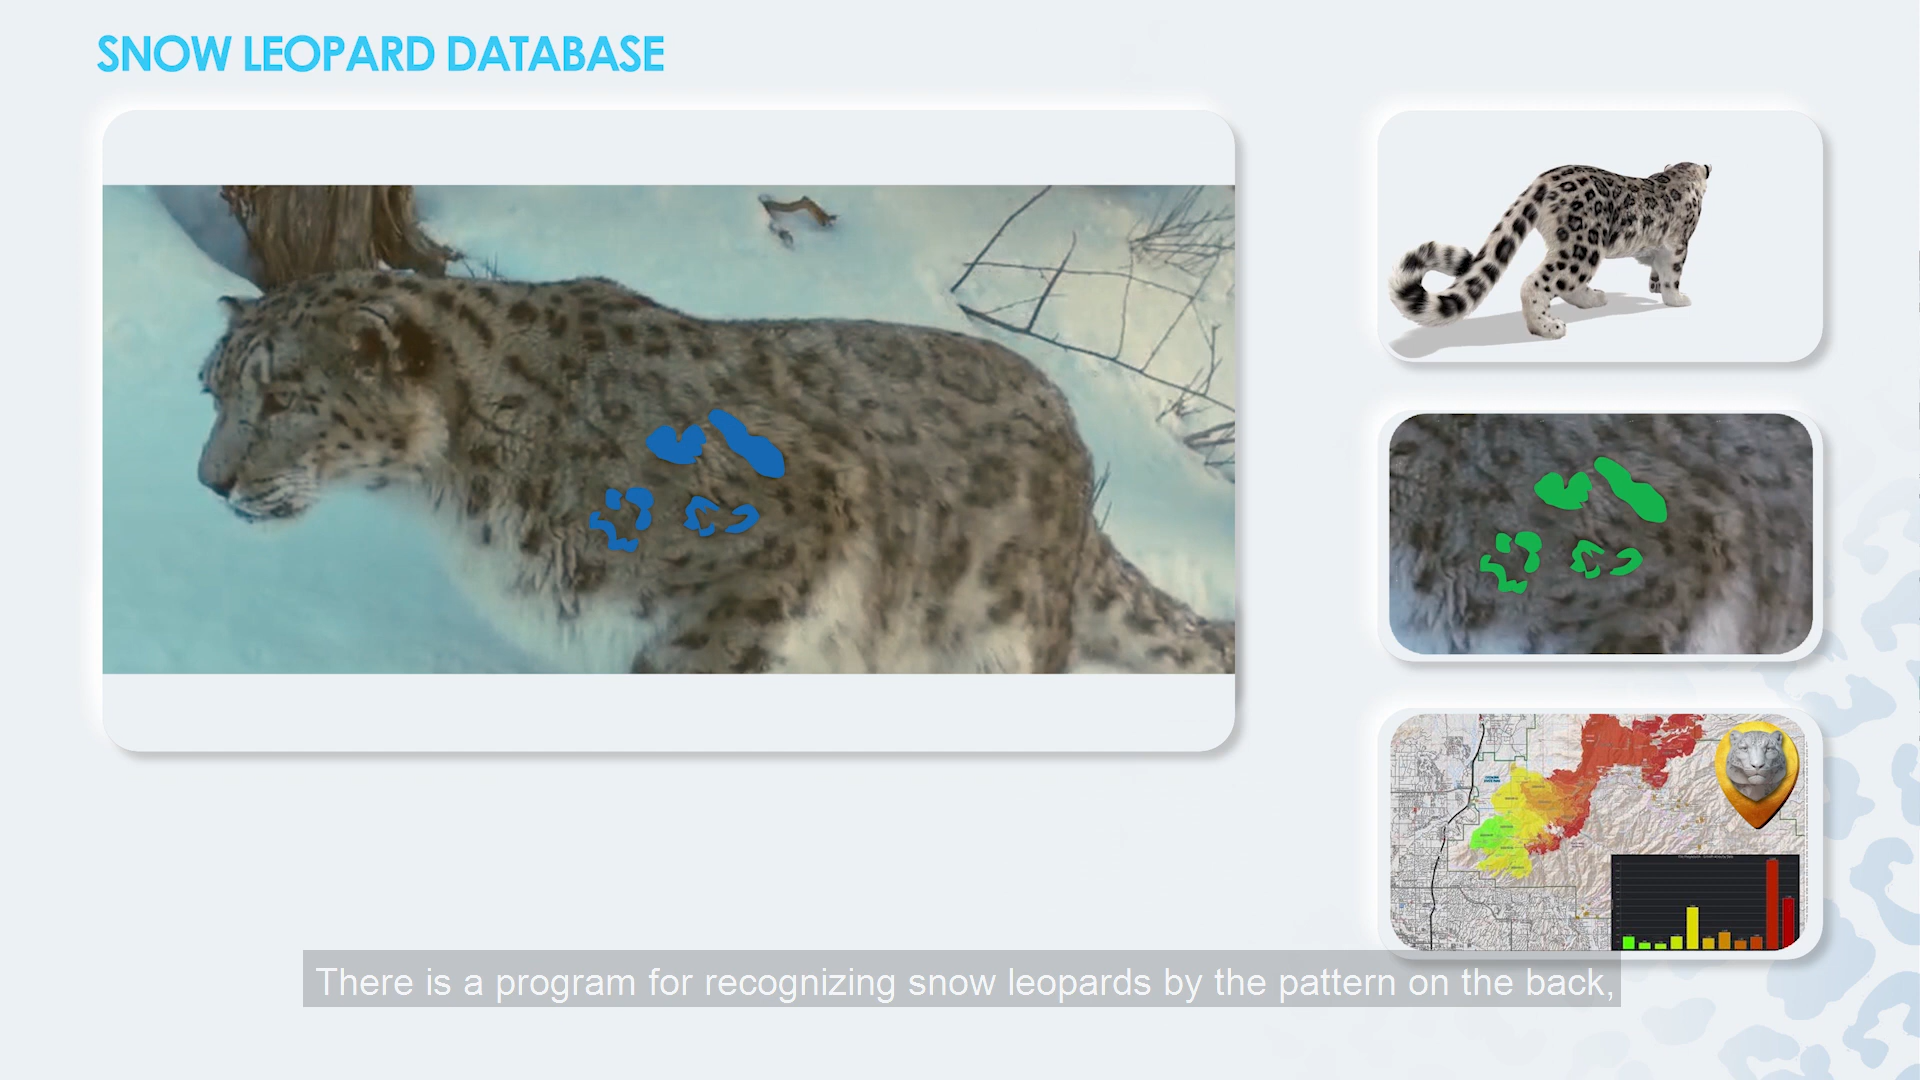 SNOW LEOPARD DATABASE
There is a program for recognizing snow leopards by the pattern on the back,